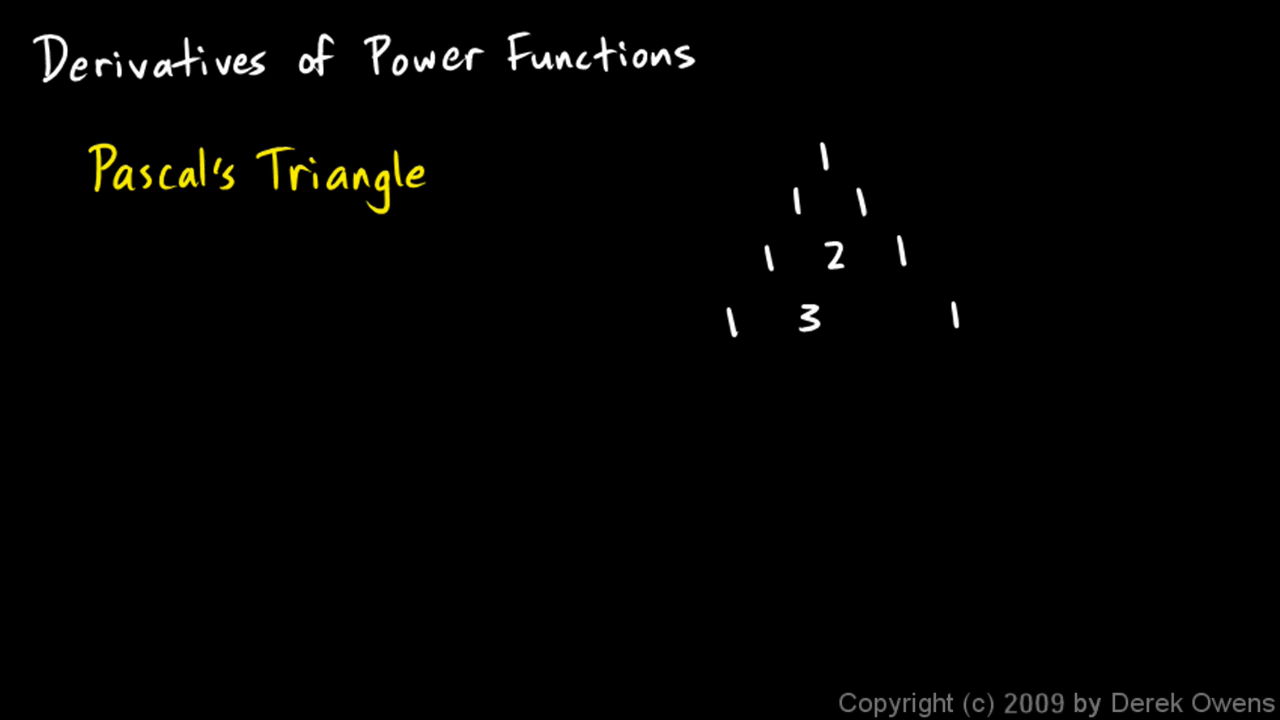 Derivatives of Power Functions
Pascal's Triangle
1
1 1
1 2 1
1 3 1
Copyright (c) 2009 by Derek Owens